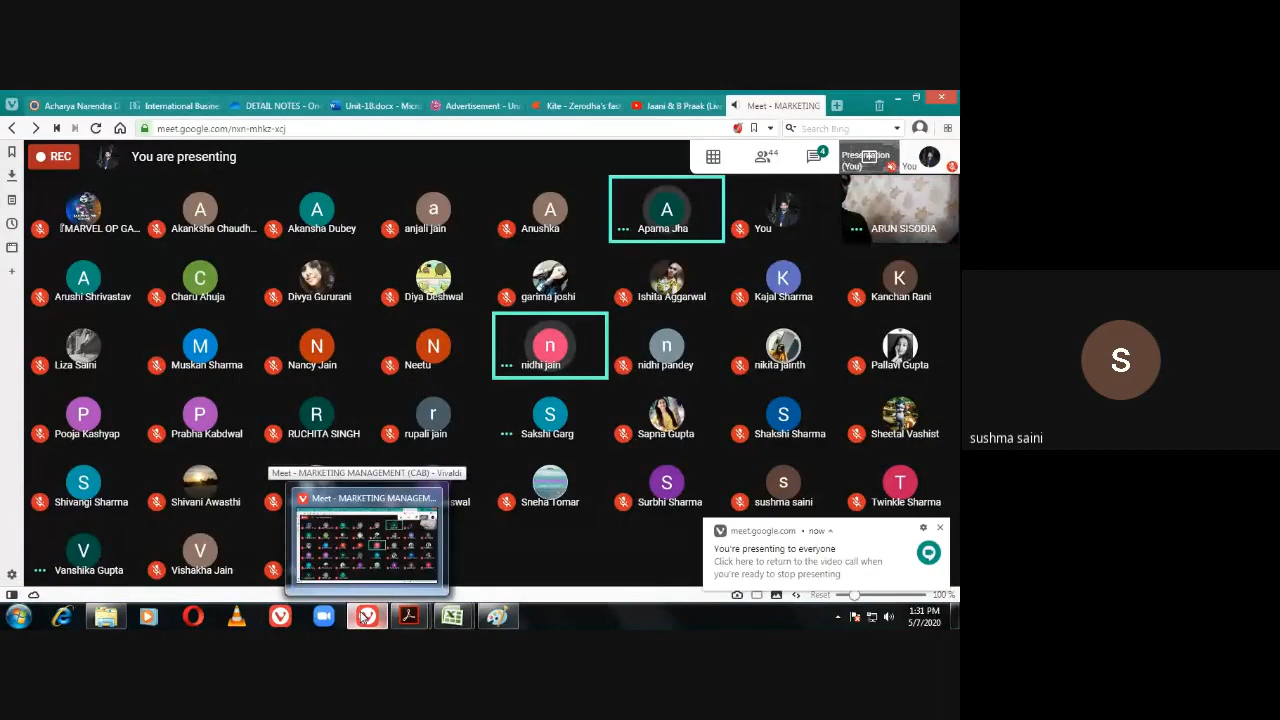 Acharya Narendra D
International Busine
DETAIL NOTES - On
Unit-18.docx - Micr
Advertisement - Un
Kite - Zerodha's fas
Jaani & B Praak (Live
Meet - MARKETING
meet.google.com/nxn-mhkz-xcj
Search Bing
REC
You are presenting
44
4
Presentation (You)
You
MARVEL OP GA...
A
Akanksha Chaudh...
A
Akansha Dubey
a
anjali jain
A
Anushka
A
Aparna Jha
You
ARUN SISODIA
A
Arushi Shrivastav
C
Charu Ahuja
Divya Gururani
Diya Deshwal
garima joshi
Ishita Aggarwal
K
Kajal Sharma
K
Kanchan Rani
Liza Saini
M
Muskan Sharma
N
Nancy Jain
N
Neetu
n
nidhi jain
n
nidhi pandey
nikita jainth
Pallavi Gupta
P
Pooja Kashyap
P
Prabha Kabdwal
R
RUCHITA SINGH
r
rupali jain
S
Sakshi Garg
Sapna Gupta
S
Shakshi Sharma
Sheetal Vashist
S
Shivangi Sharma
Shivani Awasthi
swal
Sneha Tomar
S
Surbhi Sharma
s
sushma saini
T
Twinkle Sharma
V
Vanshika Gupta
V
Vishakha Jain
Meet - MARKETING MANAGEMENT (CAB) - Vivaldi
Meet - MARKETING MANAGEM...
meet.google.com • now
You're presenting to everyone
Click here to return to the video call when
you're ready to stop presenting
Reset
100 %
1:31 PM
5/7/2020
S
sushma saini